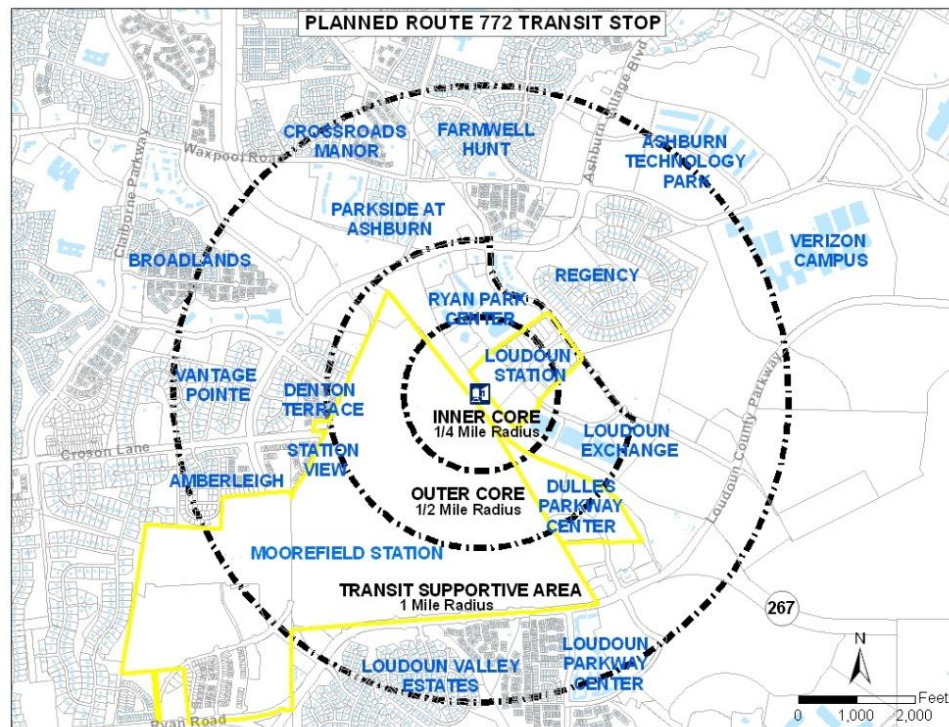 PLANNED ROUTE 772 TRANSIT STOP
CROSSROADS
MANOR
FARMWELL
HUNT
Ashburn Village Blvd
ASHBURN
TECHNOLOGY
PARK
Waxpool Road
Claiborne Parkway
PARKSIDE AT
ASHBURN
VERIZON
CAMPUS
BROADLANDS
REGENCY
RYAN PARK
CENTER
LOUDOUN
STATION
VANTAGE
POINTE
DENTON
TERRACE
INNER CORE
1/4 Mile Radius
LOUDOUN
EXCHANGE
Loudoun County Parkway
Croson Lane
STATION
VIEW
AMBERLEIGH
OUTER CORE
1/2 Mile Radius
DULLES
PARKWAY
CENTER
MOOREFIELD STATION
TRANSIT SUPPORTIVE AREA
1 Mile Radius
267
LOUDOUN VALLEY
ESTATES
LOUDOUN
PARKWAY
CENTER
N
Feet
0 1,000 2,000
Ryan Road